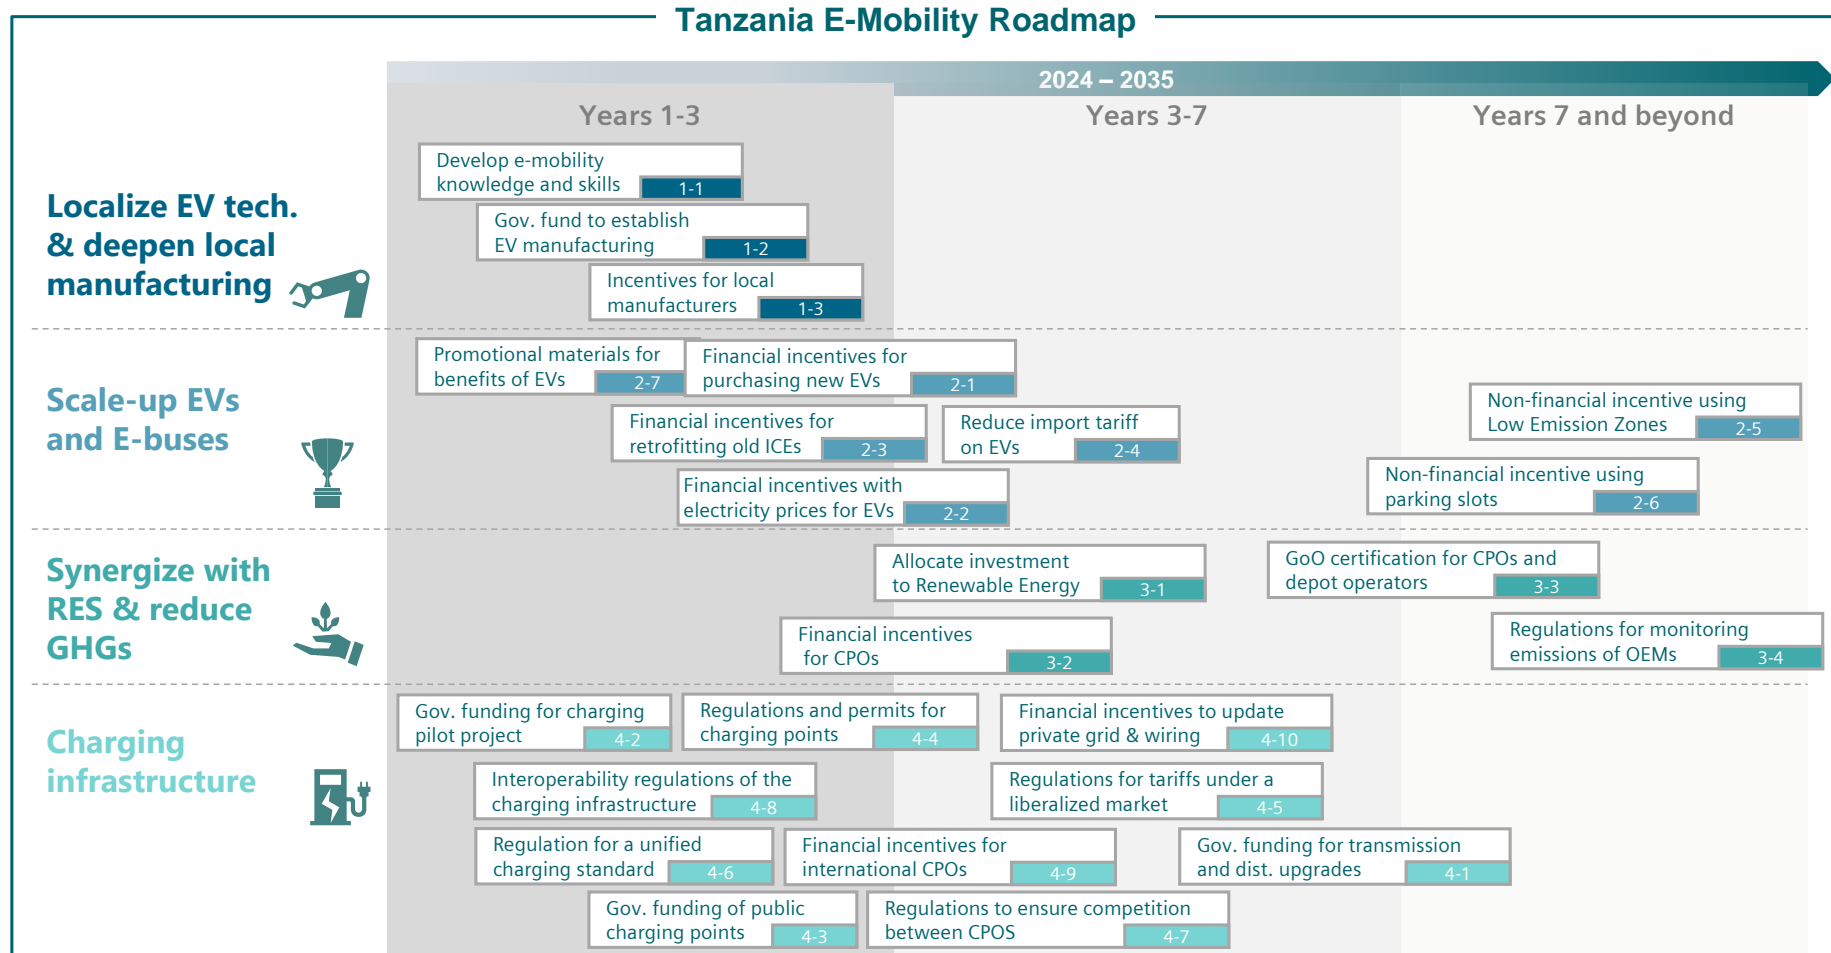 Tanzania E-Mobility Roadmap
2024 – 2035
Years 1-3
Years 3-7
Years 7 and beyond
Localize EV tech.
& deepen local
manufacturing
Develop e-mobility
knowledge and skills
1-1
Gov. fund to establish
EV manufacturing
1-2
Incentives for local
manufacturers
1-3
Scale-up EVs
and E-buses
Promotional materials for
benefits of EVs
2-7
Financial incentives for
purchasing new EVs
2-1
Financial incentives for
retrofitting old ICEs
2-3
Reduce import tariff
on EVs
2-4
Non-financial incentive using
Low Emission Zones
2-5
Financial incentives with
electricity prices for EVs
2-2
Non-financial incentive using
parking slots
2-6
Synergize with
RES & reduce
GHGs
Allocate investment
to Renewable Energy
3-1
GoO certification for CPOs and
depot operators
3-3
Financial incentives
for CPOs
3-2
Regulations for monitoring
emissions of OEMs
3-4
Charging
infrastructure
Gov. funding for charging
pilot project
4-2
Regulations and permits for
charging points
4-4
Financial incentives to update
private grid & wiring
4-10
Interoperability regulations of the
charging infrastructure
4-8
Regulations for tariffs under a
liberalized market
4-5
Regulation for a unified
charging standard
4-6
Financial incentives for
international CPOs
4-9
Gov. funding for transmission
and dist. upgrades
4-1
Gov. funding of public
charging points
4-3
Regulations to ensure competition
between CPOS
4-7